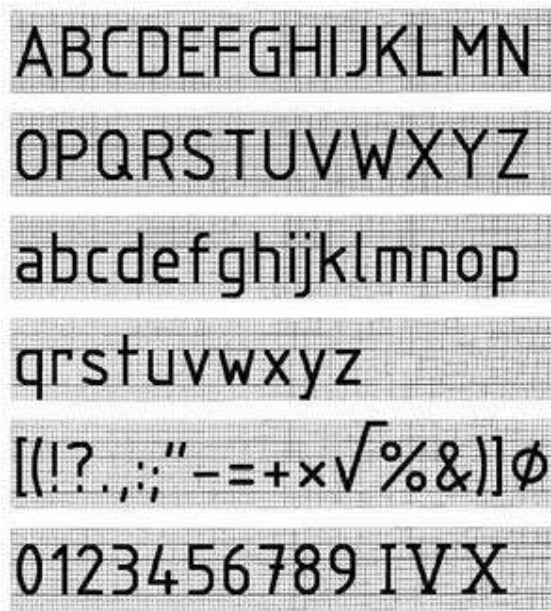 ABCDEFGHIJKLMN
OPQRSTUVWXYZ
abcdefghijklmnop
qrstuvwxyz
[(!?.,:;"-=+×√%&)]Ø
0123456789 IVX